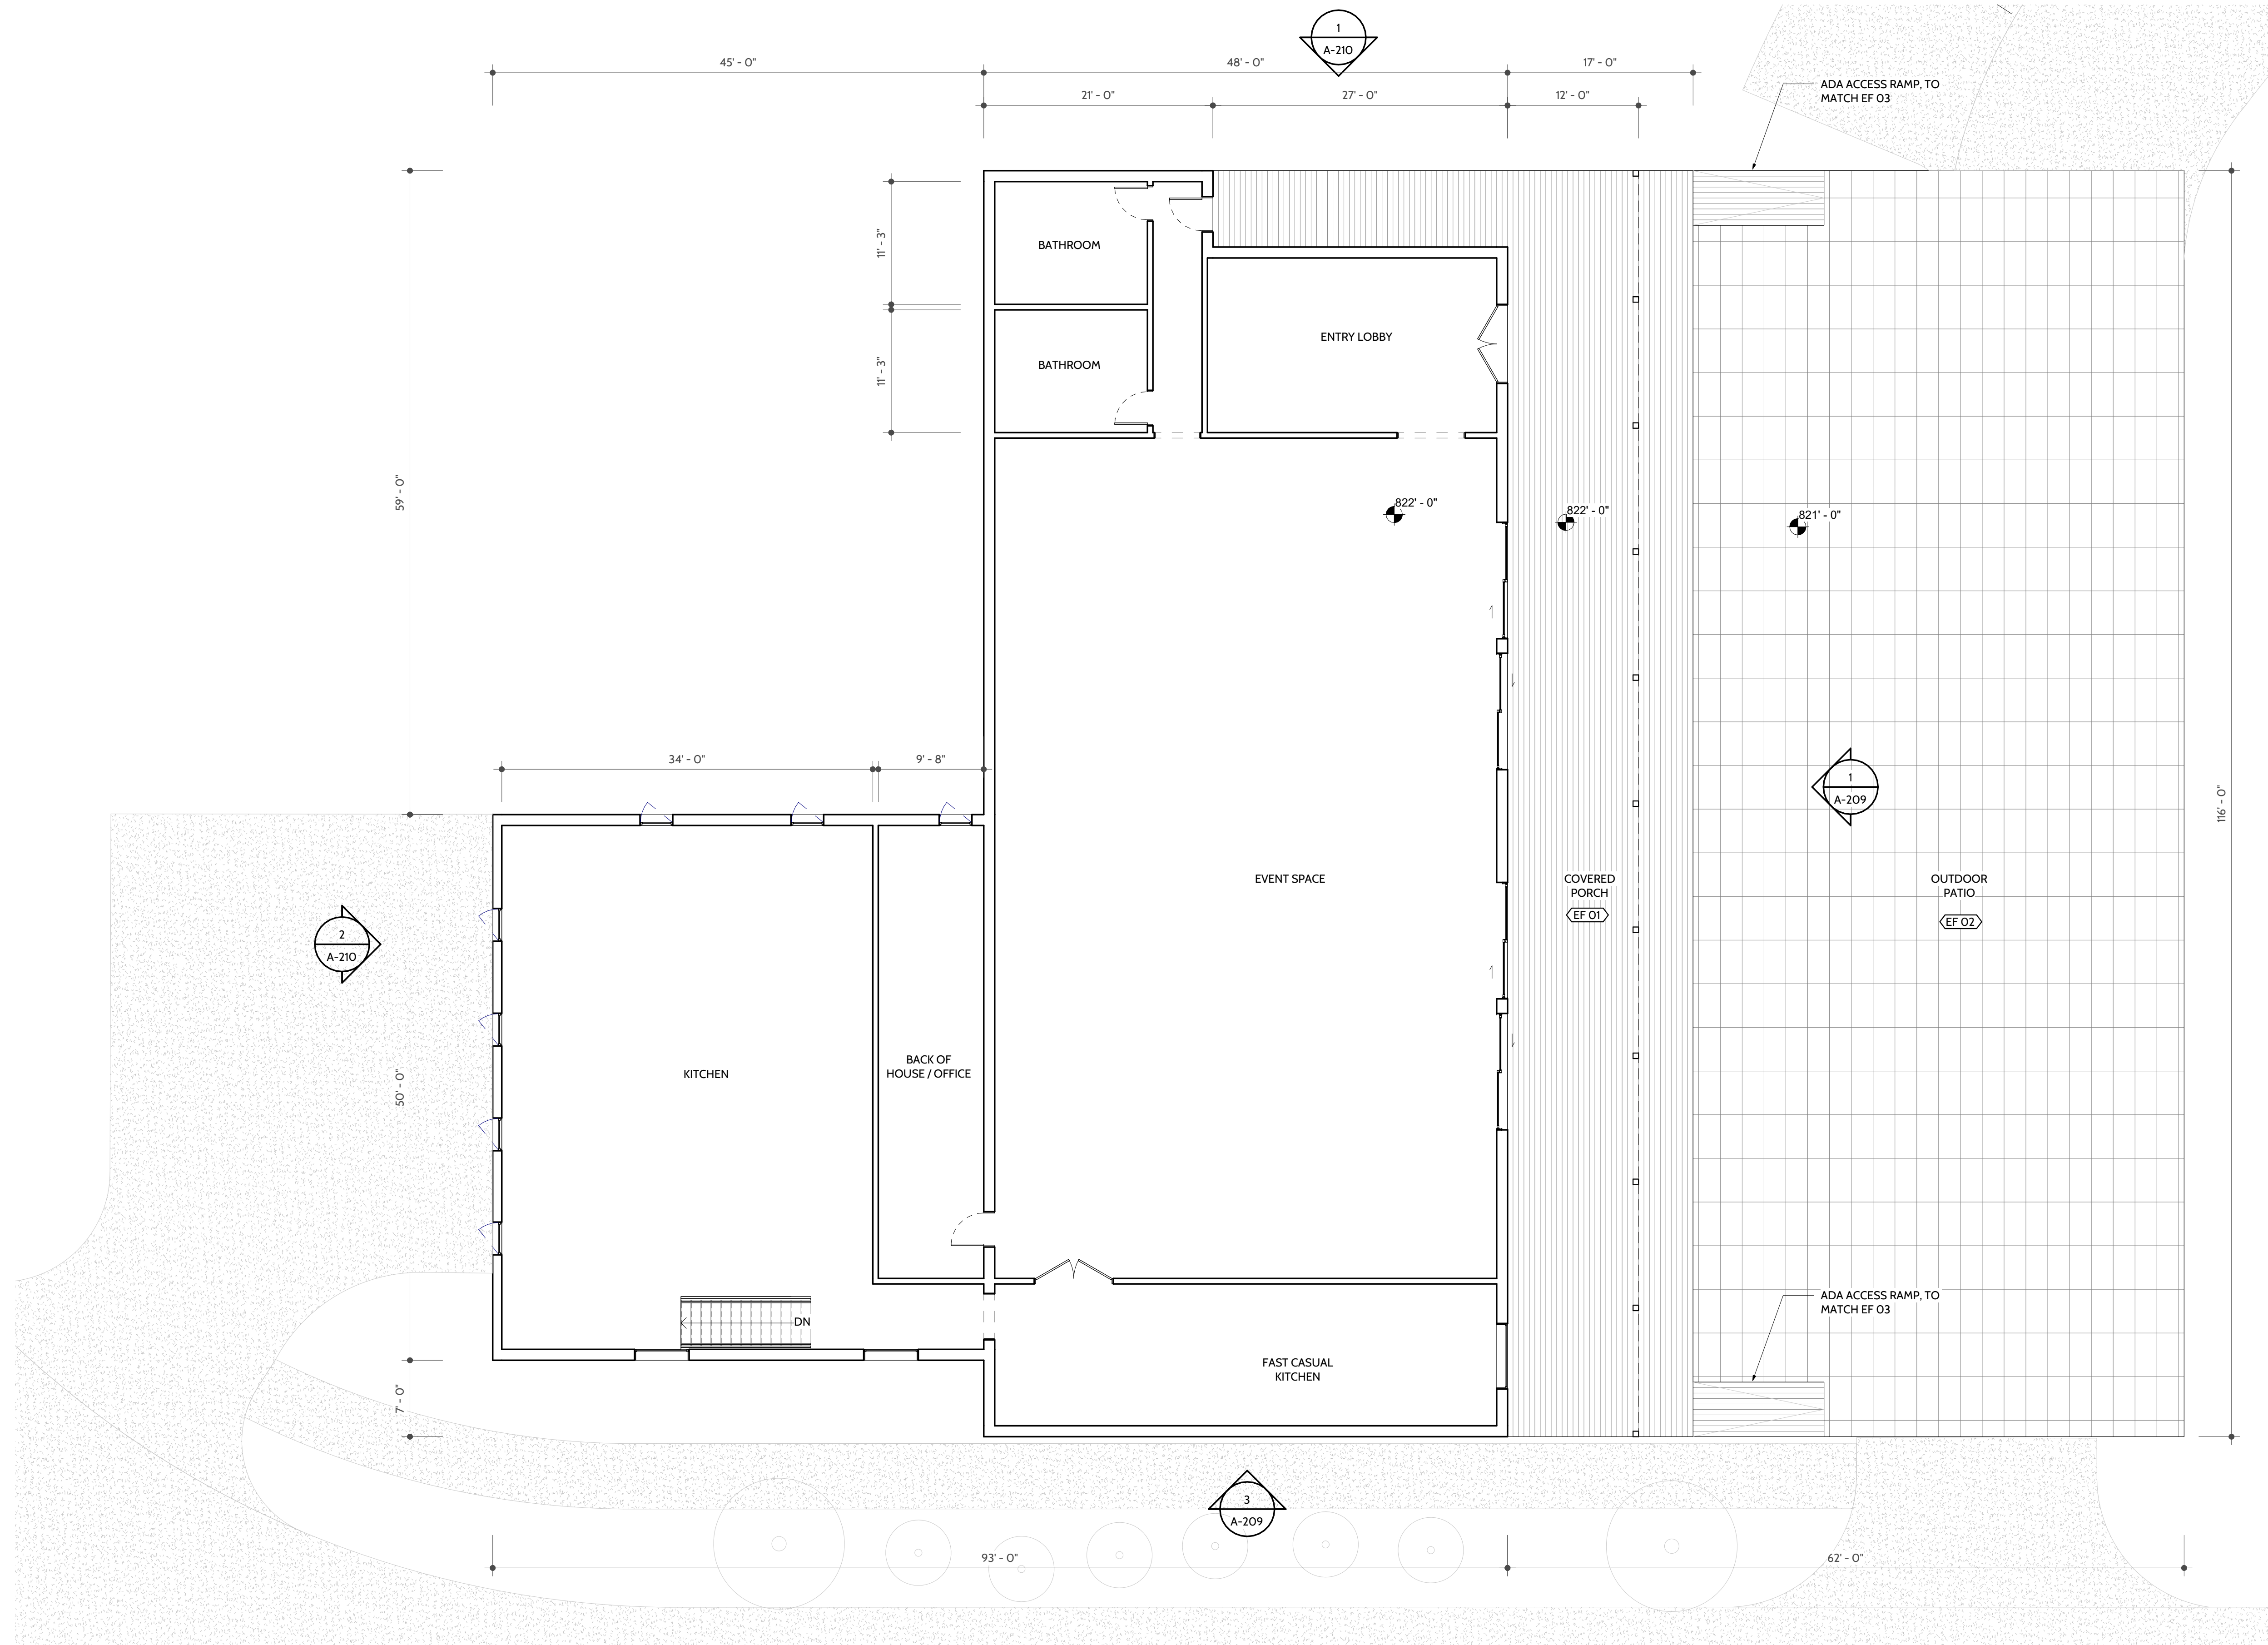 1
A-210
45' - 0"
48' - 0"
17' - 0"
21' - 0"
27' - 0"
12' - 0"
ADA ACCESS RAMP, TO
MATCH EF 03
11' - 3"
BATHROOM
ENTRY LOBBY
11' - 3"
BATHROOM
59' - 0"
822' - 0"
822' - 0"
821' - 0"
34' - 0"
9' - 8"
1
A-209
116' - 0"
EVENT SPACE
COVERED
PORCH
EF 01
OUTDOOR
PATIO
EF 02
2
A-210
KITCHEN
BACK OF
HOUSE / OFFICE
50' - 0"
DN
ADA ACCESS RAMP, TO
MATCH EF 03
FAST CASUAL
KITCHEN
7' - 0"
3
A-209
93' - 0"
62' - 0"